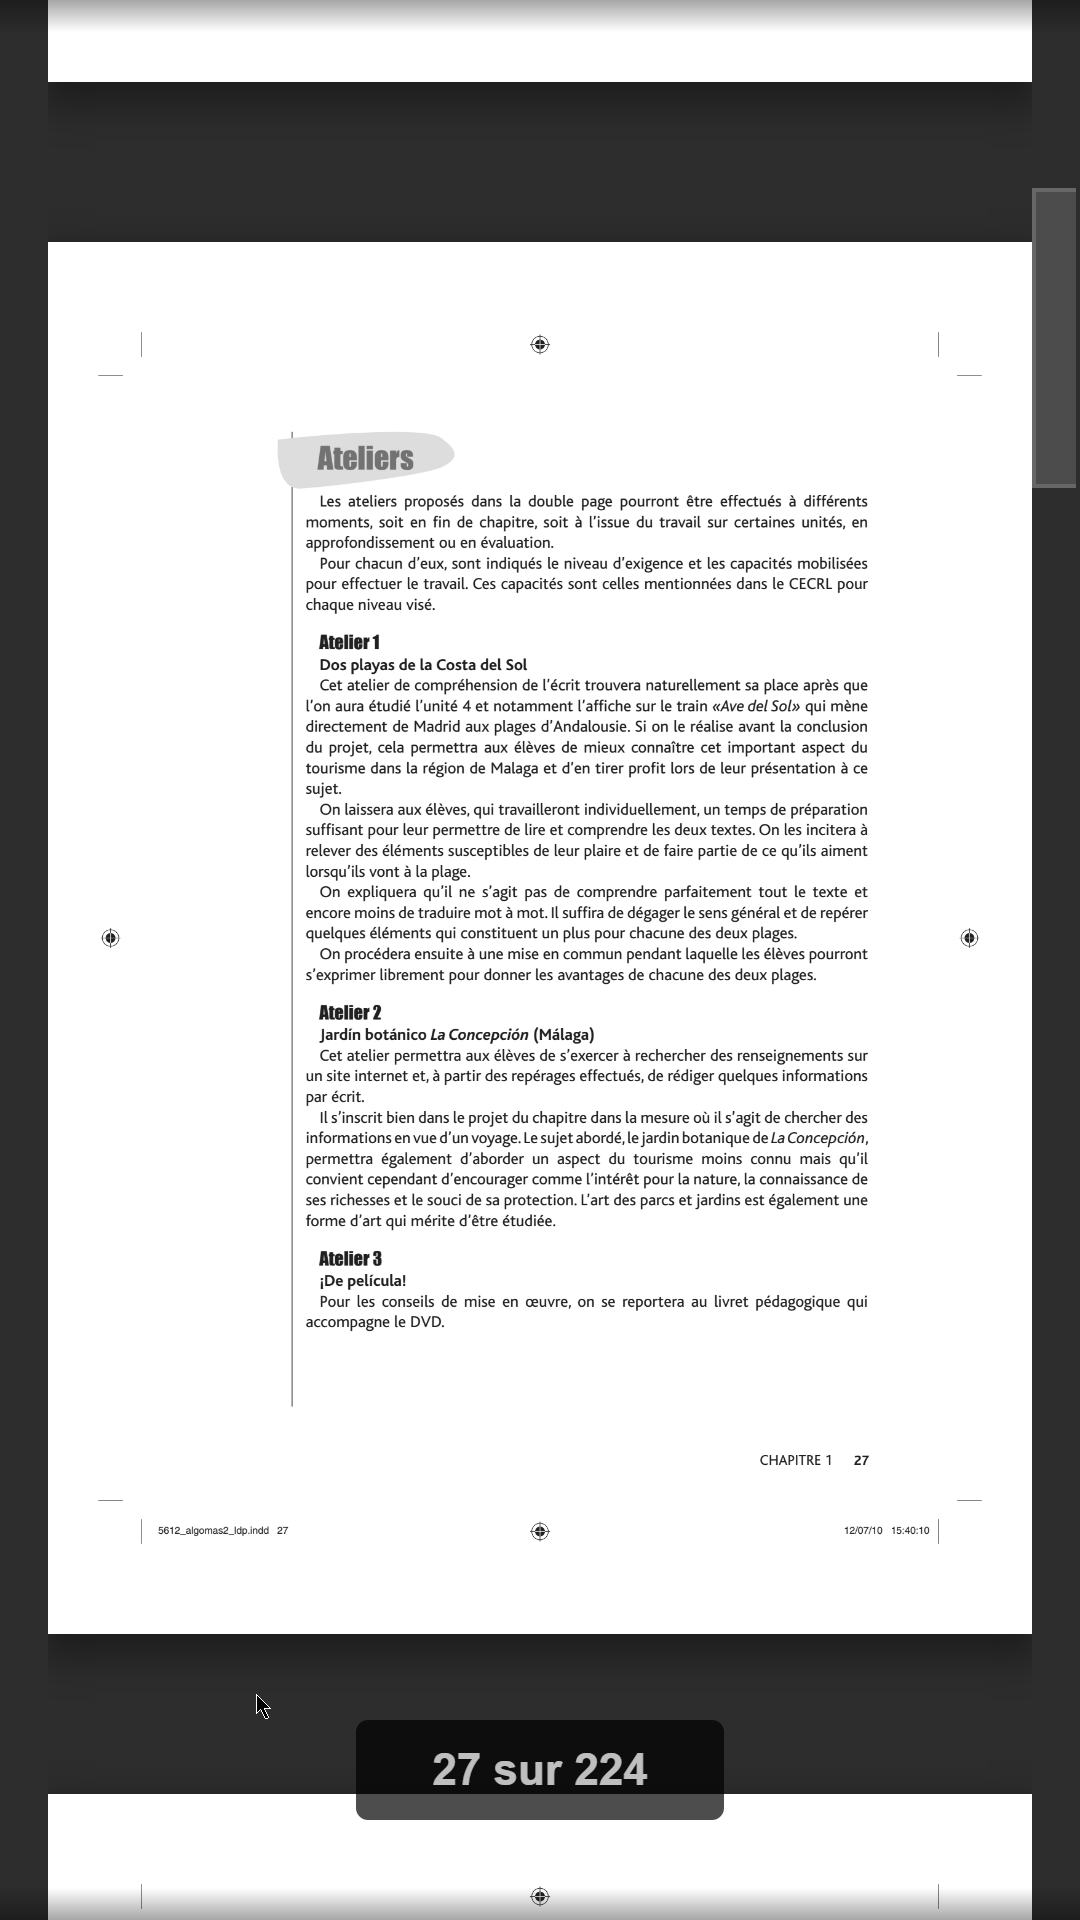 Ateliers
Les ateliers proposés dans la double page pourront être effectués à différents
moments, soit en fin de chapitre, soit à l’issue du travail sur certaines unités, en
approfondissement ou en évaluation.
Pour chacun d’eux, sont indiqués le niveau d’exigence et les capacités mobilisées
pour effectuer le travail. Ces capacités sont celles mentionnées dans le CECRL pour
chaque niveau visé.
Atelier 1
Dos playas de la Costa del Sol
Cet atelier de compréhension de l’écrit trouvera naturellement sa place après que
l’on aura étudié l’unité 4 et notamment l’affiche sur le train «Ave del Sol» qui mène
directement de Madrid aux plages d’Andalousie. Si on le réalise avant la conclusion
du projet, cela permettra aux élèves de mieux connaître cet important aspect du
tourisme dans la région de Malaga et d’en tirer profit lors de leur présentation à ce
sujet.
On laissera aux élèves, qui travailleront individuellement, un temps de préparation
suffisant pour leur permettre de lire et comprendre les deux textes. On les incitera à
relever des éléments susceptibles de leur plaire et de faire partie de ce qu’ils aiment
lorsqu’ils vont à la plage.
On expliquera qu’il ne s’agit pas de comprendre parfaitement tout le texte et
encore moins de traduire mot à mot. Il suffira de dégager le sens général et de repérer
quelques éléments qui constituent un plus pour chacune des deux plages.
On procédera ensuite à une mise en commun pendant laquelle les élèves pourront
s’exprimer librement pour donner les avantages de chacune des deux plages.
Atelier 2
Jardín botánico La Concepción (Málaga)
Cet atelier permettra aux élèves de s’exercer à rechercher des renseignements sur
un site internet et, à partir des repérages effectués, de rédiger quelques informations
par écrit.
Il s’inscrit bien dans le projet du chapitre dans la mesure où il s’agit de chercher des
informations en vue d’un voyage. Le sujet abordé, le jardin botanique de La Concepción,
permettra également d’aborder un aspect du tourisme moins connu mais qu’il
convient cependant d’encourager comme l’intérêt pour la nature, la connaissance de
ses richesses et le souci de sa protection. L’art des parcs et jardins est également une
forme d’art qui mérite d’être étudiée.
Atelier 3
¡De película!
Pour les conseils de mise en œuvre, on se reportera au livret pédagogique qui
accompagne le DVD.
CHAPITRE 1 27
5612_algomas2_ldp.indd 27 12/07/10 15:40:10
27 sur 224